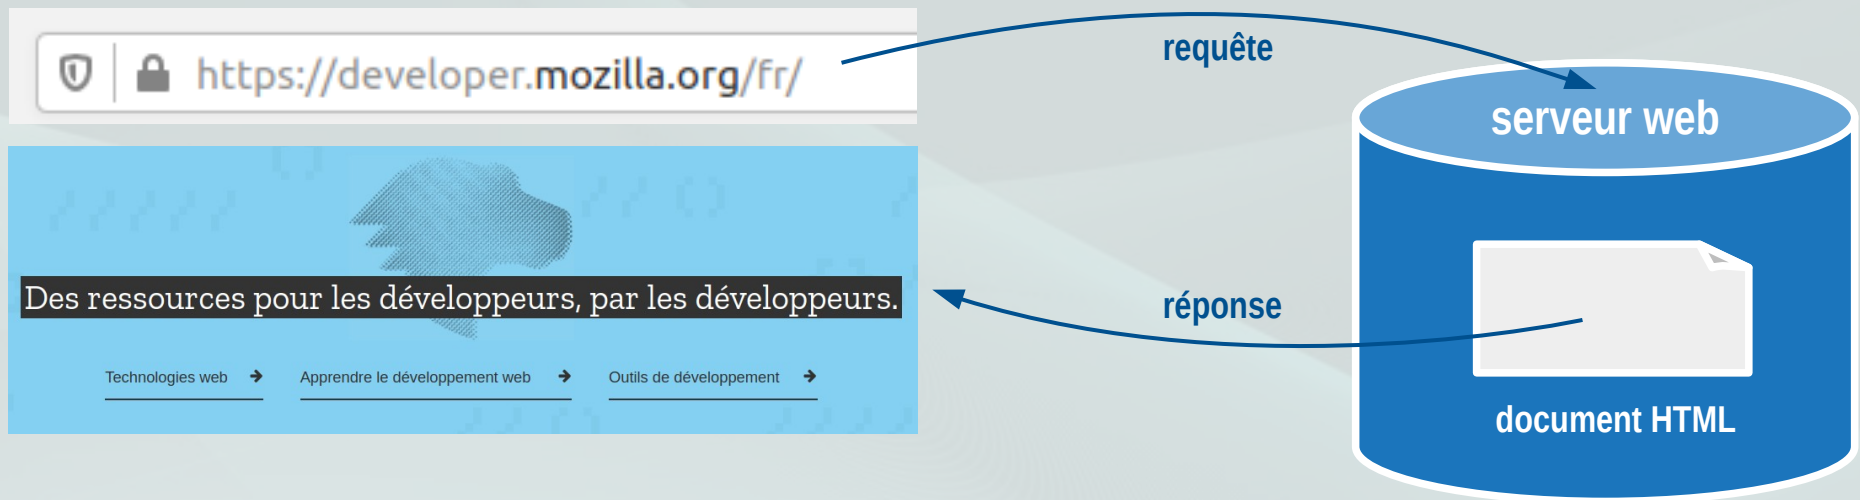 https://developer.mozilla.org/fr/
requête
serveur web
Des ressources pour les développeurs, par les développeurs.
réponse
Technologies web
Apprendre le développement web
Outils de développement
document HTML